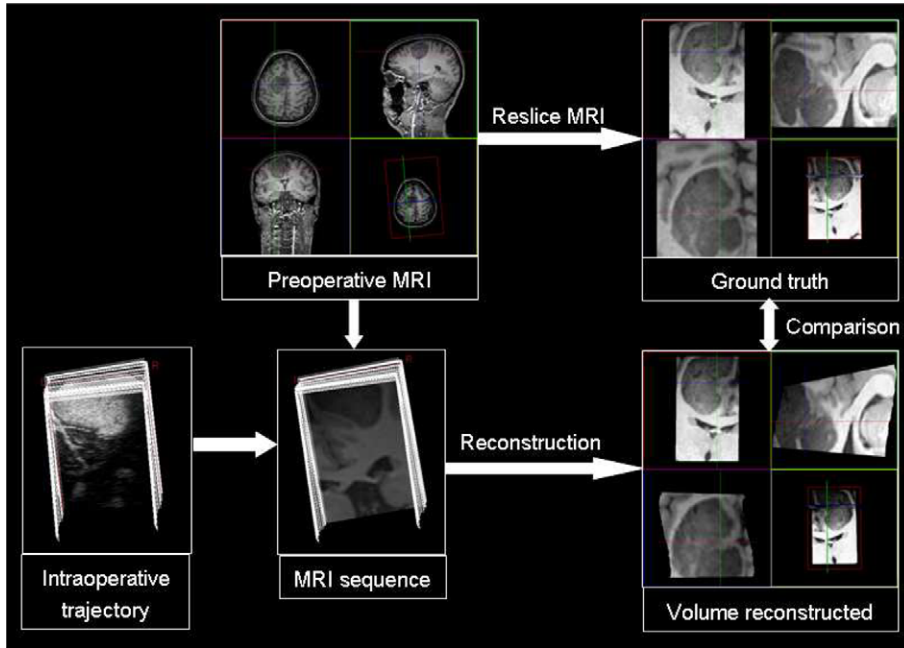 Reslice MRI
Preoperative MRI
Ground truth
Comparison
Reconstruction
Intraoperative
trajectory
MRI sequence
Volume reconstructed